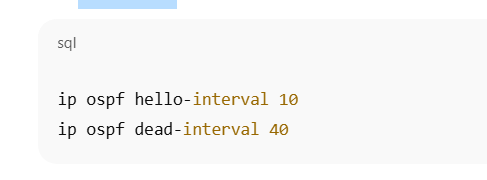 sql
ip ospf hello-interval 10
ip ospf dead-interval 40